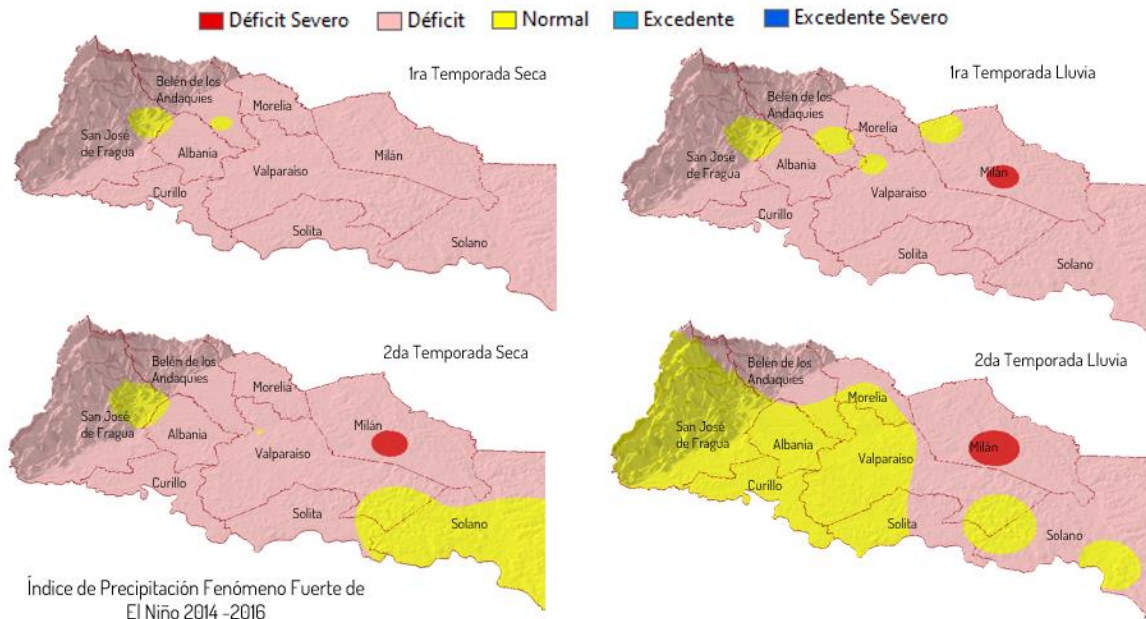 Déficit Severo Déficit Normal Excedente Excedente Severo
1ra Temporada Seca
Belén de los
Andaquies
Morelia
San José
de Fragua
Albania
Milán
Valparaiso
Curillo
Solita
Solano
1ra Temporada Lluvia
Belén de los
Andaquies
Morelia
San José
de Fragua
Albania
Milán
Valparaiso
Curillo
Solita
Solano
2da Temporada Seca
Belén de los
Andaquies
Morelia
San José
de Fragua
Albania
Milán
Valparaiso
Curillo
Solita
Solano
2da Temporada Lluvia
Belén de los
Andaquies
Morelia
San José
de Fragua
Albania
Milán
Valparaiso
Curillo
Solita
Solano
Índice de Precipitación Fenómeno Fuerte de
El Niño 2014 -2016